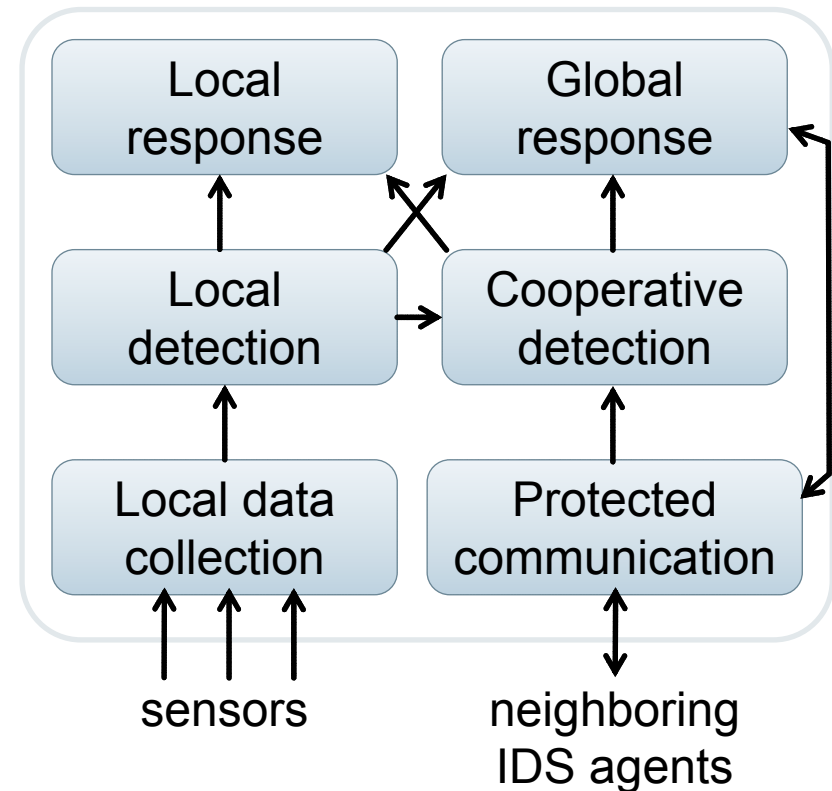 Local
response
Global
response
Local
detection
Cooperative
detection
Local data
collection
Protected
communication
sensors
neighboring
IDS agents